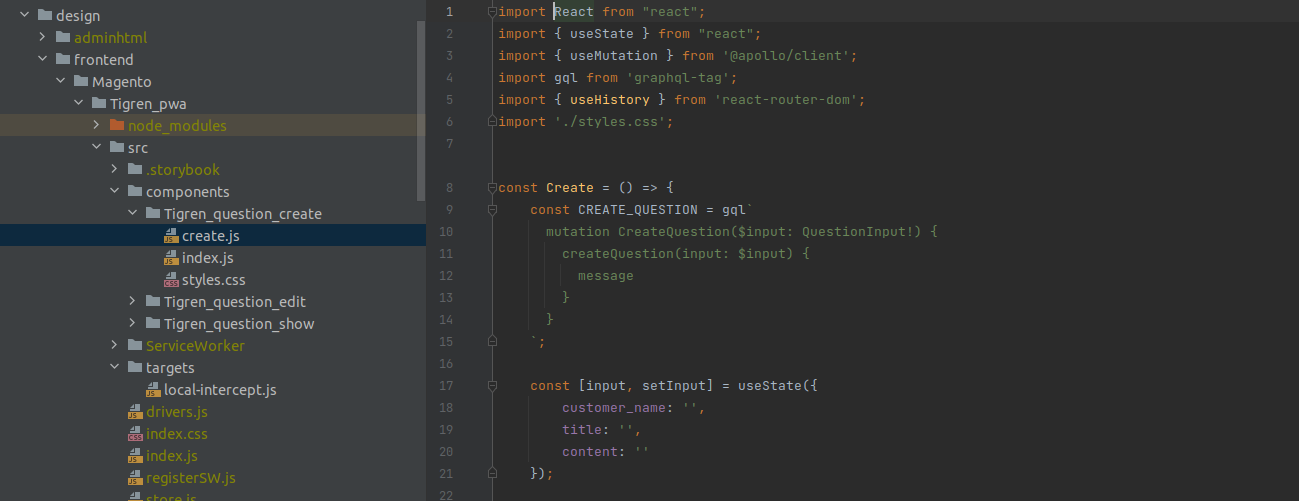 design
adminhtml
frontend
Magento
Tigren_pwa
node_modules
src
.storybook
components
Tigren_question_create
create.js
index.js
styles.css
Tigren_question_edit
Tigren_question_show
ServiceWorker
targets
local-intercept.js
drivers.js
index.css
index.js
registerSW.js
store.js
1 import React from "react";
2 import { useState } from "react";
3 import { useMutation } from '@apollo/client';
4 import gql from 'graphql-tag';
5 import { useHistory } from 'react-router-dom';
6 import './styles.css';
7
8 const Create = () => {
9 const CREATE_QUESTION = gql`
10 mutation CreateQuestion($input: QuestionInput!) {
11 createQuestion(input: $input) {
12 message
13 }
14 }
15 `;
16
17 const [input, setInput] = useState({
18 customer_name: '',
19 title: '',
20 content: ''
21 });
22